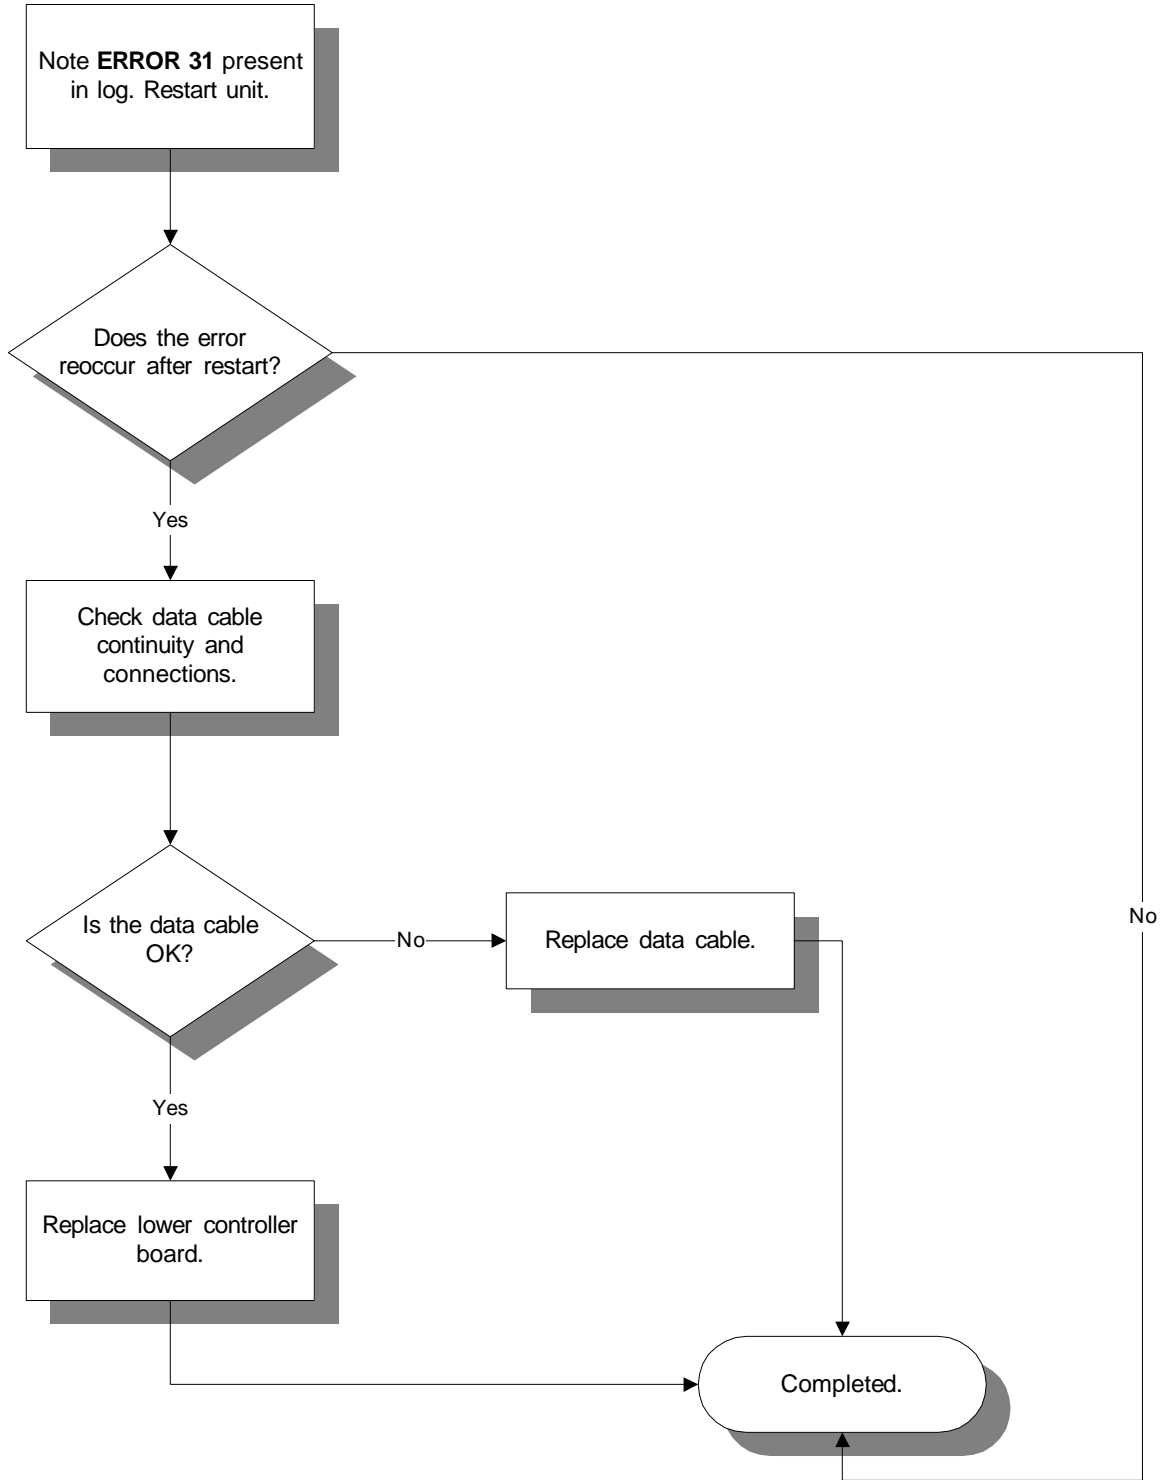 Note ERROR 31 present
in log. Restart unit.
Does the error
reoccur after restart?
Yes
Check data cable
continuity and
connections.
Is the data cable
OK?
No
Replace data cable.
No
Yes
Replace lower controller
board.
Completed.